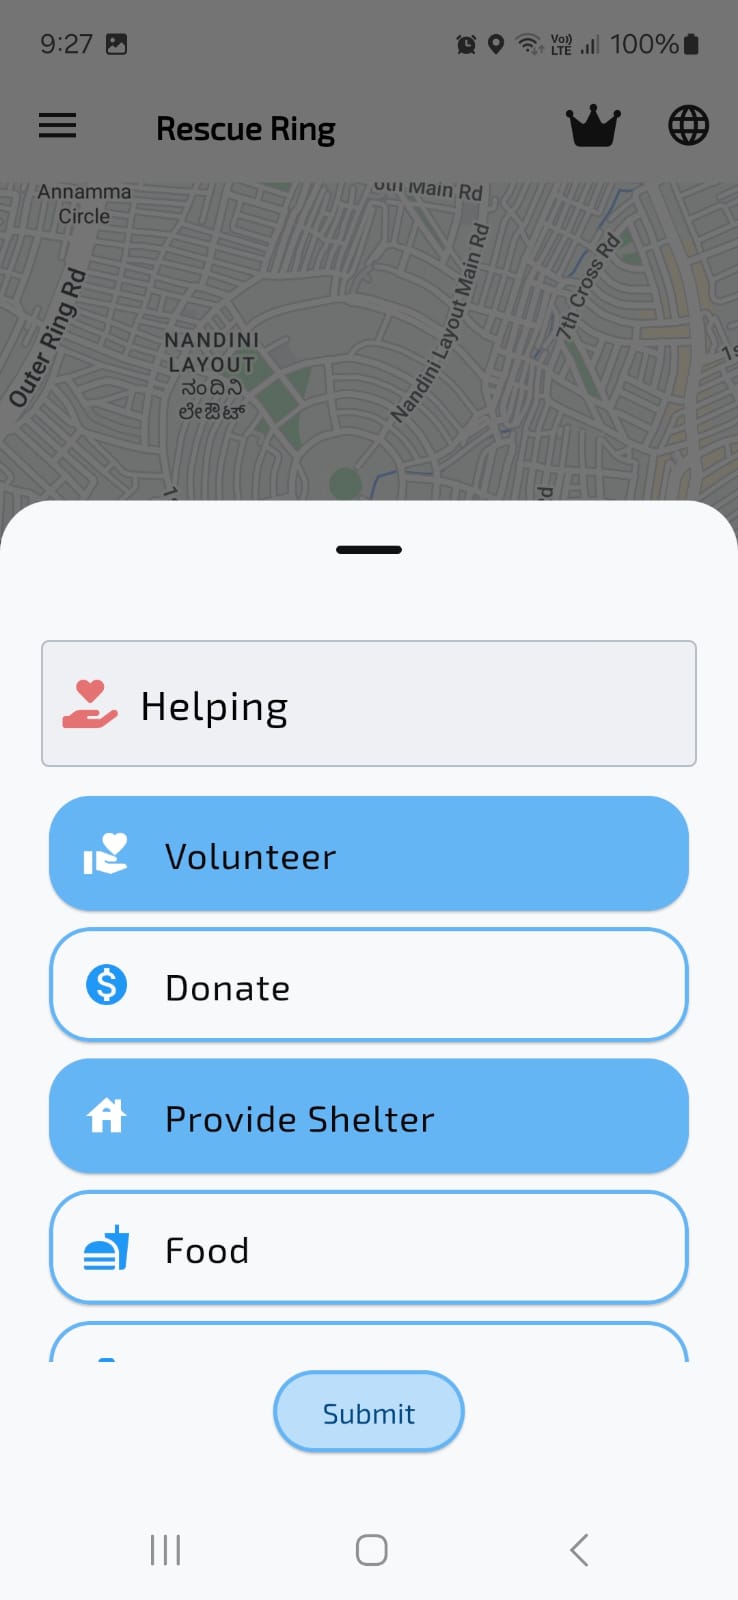 9:27
Vo)) LTE 100%
Rescue Ring
Annamma
Circle
6th Main Rd
Outer Ring Rd
NANDINI
LAYOUT
ನಂದಿನಿ
ಲೇಔಟ್
Nandini Layout Main Rd
7th Cross Rd
Helping
Volunteer
Donate
Provide Shelter
Food
Submit